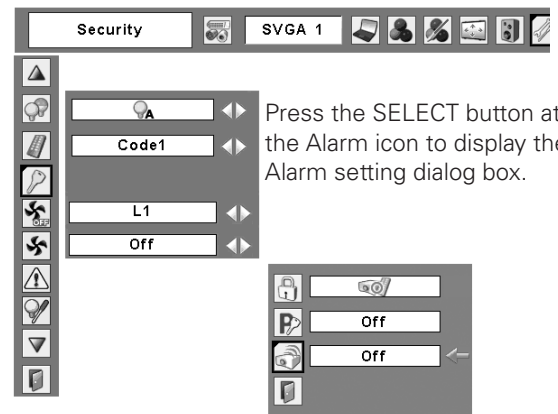 Security
SVGA 1
Press the SELECT button at
Code1
the Alarm icon to display the
Alarm setting dialog box.
L1
Off
OFF
Off
Off